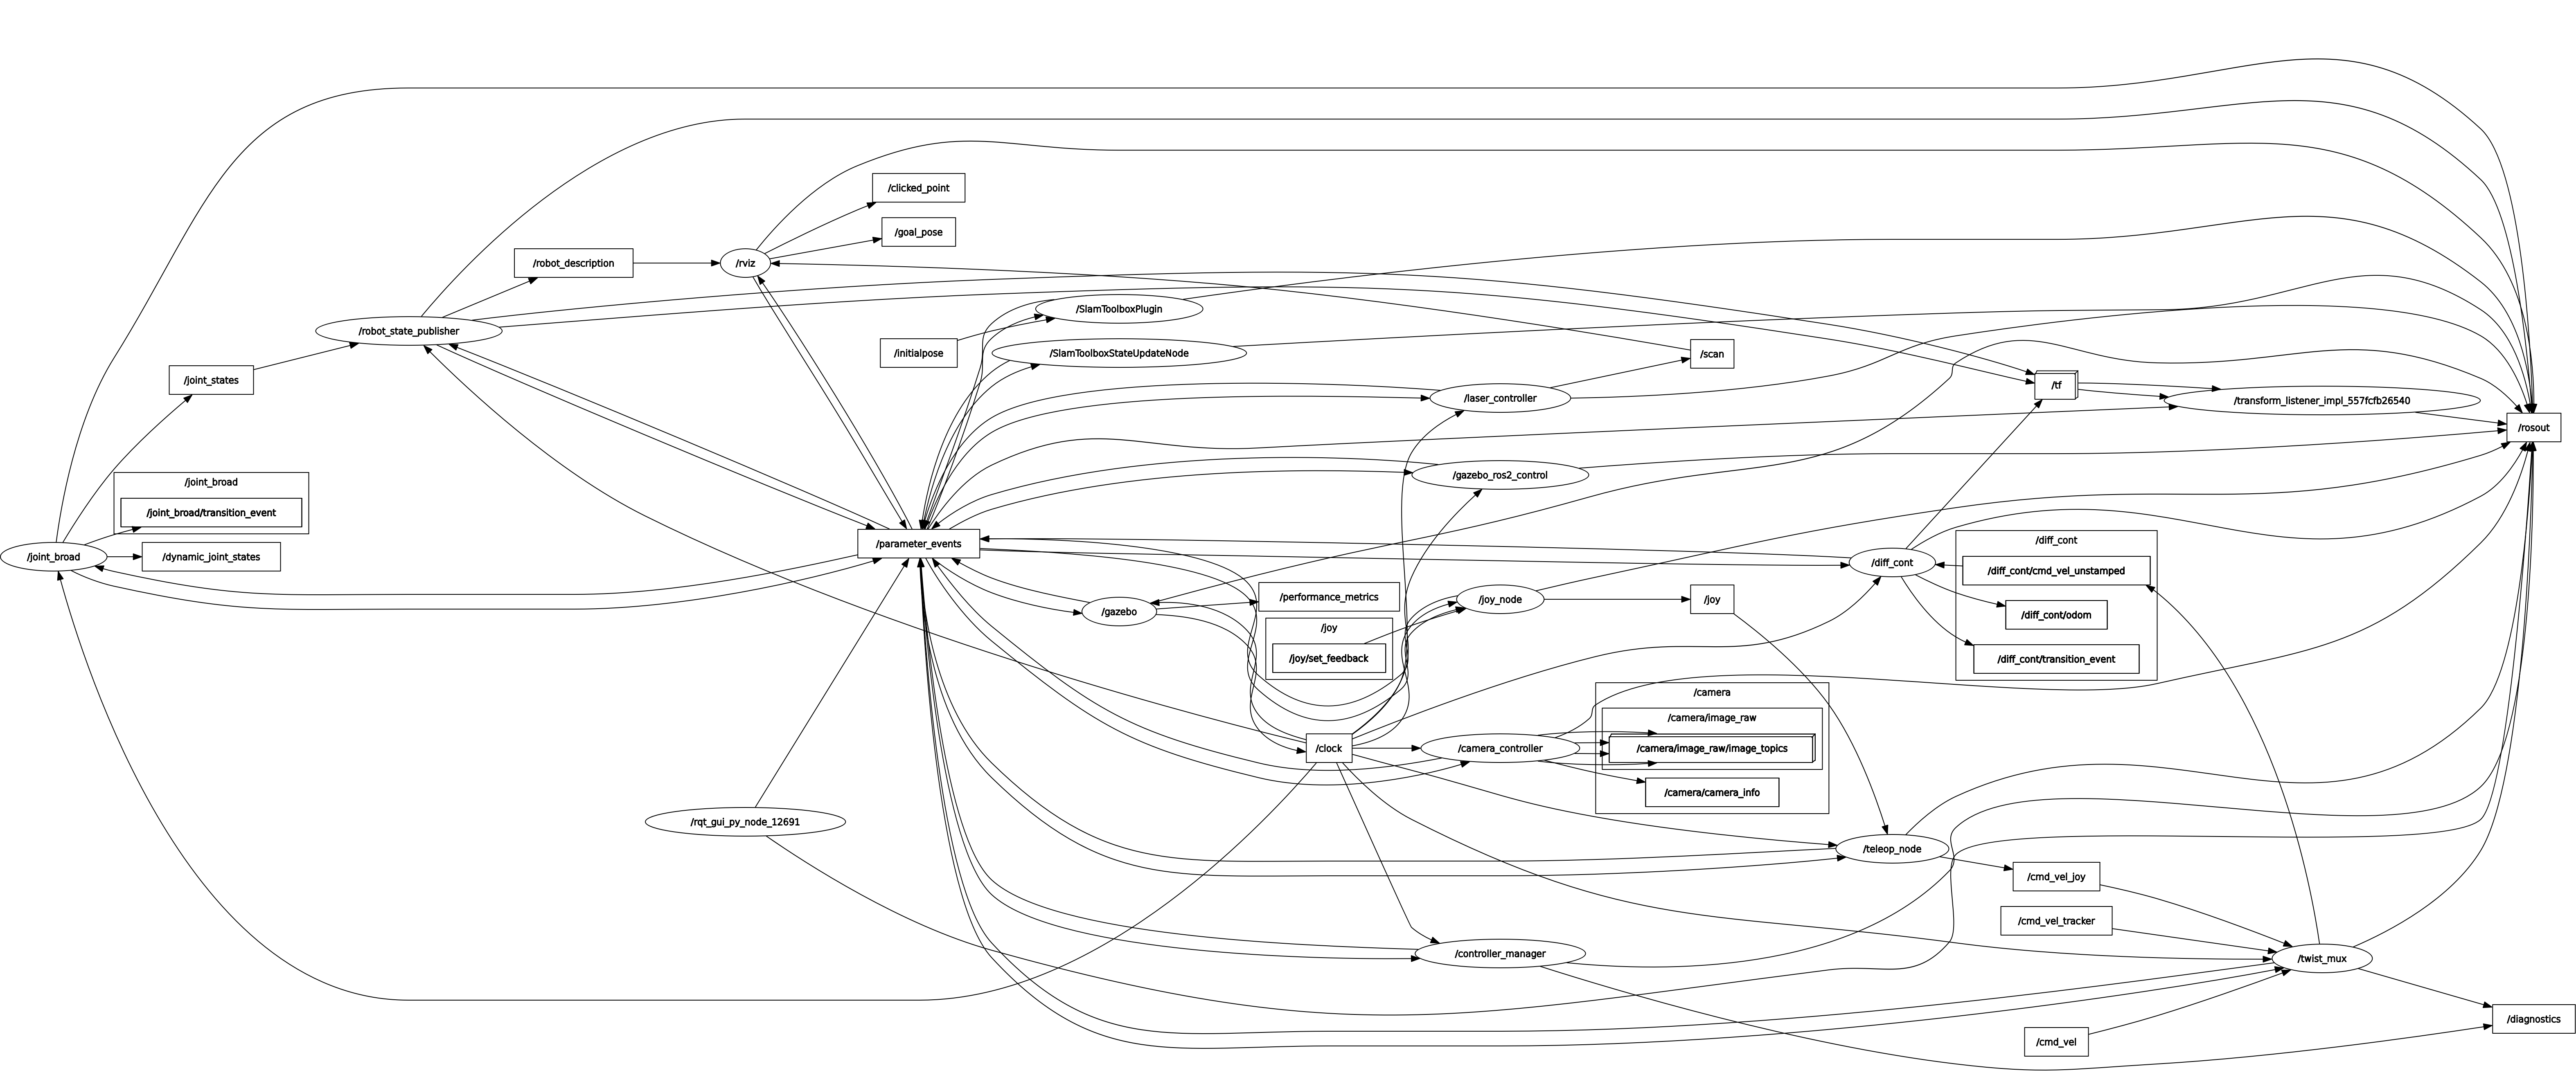 /clicked_point
/goal_pose
/robot_description
/rviz
/SlamToolboxPlugin
/robot_state_publisher
/initialpose
/SlamToolboxStateUpdateNode
/scan
/joint_states
/tf
/laser_controller
/transform_listener_impl_557fcfb26540
/rosout
/gazebo_ros2_control
/joint_broad
/joint_broad/transition_event
/joint_broad
/dynamic_joint_states
/parameter_events
/diff_cont
/diff_cont
/diff_cont/cmd_vel_unstamped
/diff_cont/odom
/diff_cont/transition_event
/gazebo
/performance_metrics
/joy_node
/joy
/joy
/joy/set_feedback
/camera
/camera/image_raw
/camera/image_raw/image_topics
/camera/camera_info
/clock
/camera_controller
/rqt_gui_py_node_12691
/teleop_node
/cmd_vel_joy
/cmd_vel_tracker
/controller_manager
/twist_mux
/diagnostics
/cmd_vel